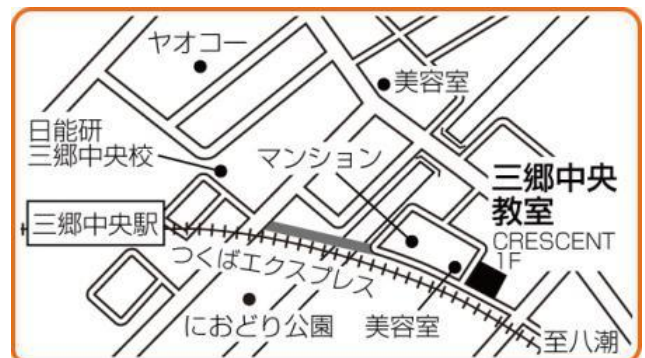 ヤオコー
美容室
日能研
三郷中央校
マンション
三郷中央
教室
CRESCENT
1F
三郷中央駅
つくばエクスプレス
におどり公園
美容室
至八潮